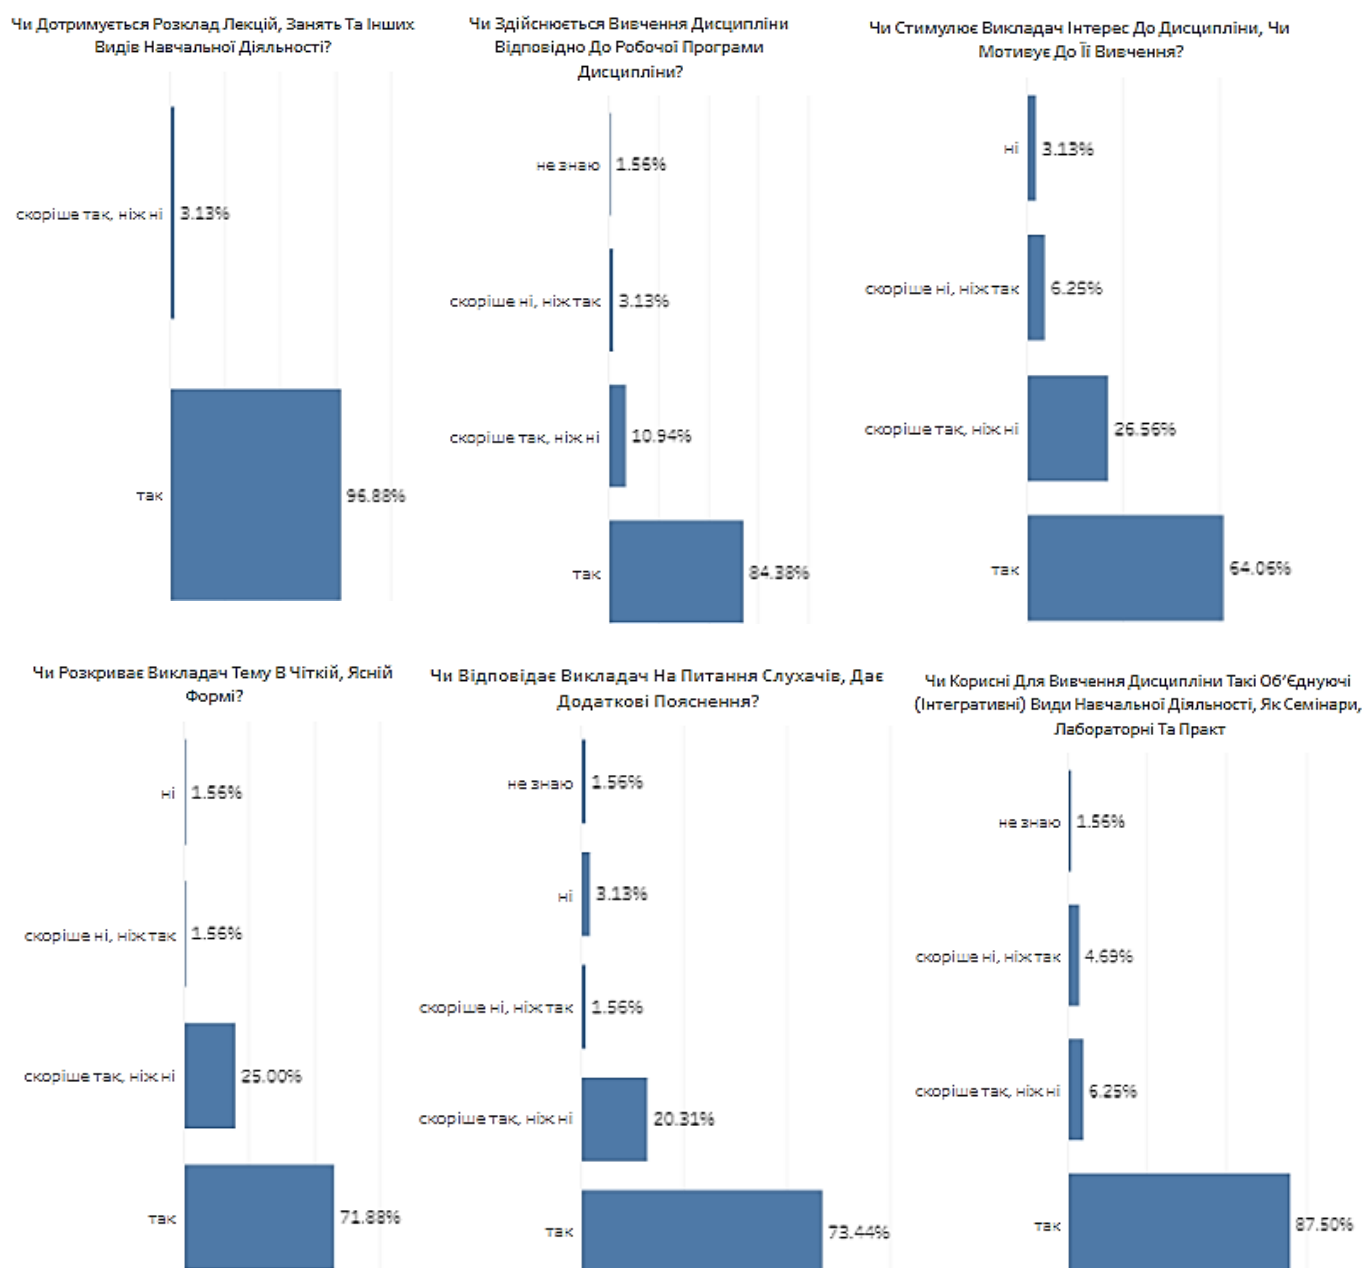 Чи Дотримується Розклад Лекцій, Занять Та Інших
Видів Навчальної Діяльності?
скоріше так, ніж ні
3.13%
так
96.88%
Чи Здійснюється Вивчення Дисципліни
Відповідно До Робочої Програми
Дисципліни?
не знаю
1.56%
скоріше ні, ніж так
3.13%
скоріше так, ніж ні
10.94%
так
84.38%
Чи Стимулює Викладач Інтерес До Дисципліни, Чи
Мотивує До Її Вивчення?
ні
3.13%
скоріше ні, ніж так
6.25%
скоріше так, ніж ні
26.56%
так
64.06%
Чи Розкриває Викладач Тему В Чіткій, Ясній
Формі?
ні
1.56%
скоріше ні, ніж так
1.56%
скоріше так, ніж ні
25.00%
так
71.88%
Чи Відповідає Викладач На Питання Слухачів, Дає
Додаткові Пояснення?
не знаю
1.56%
ні
3.13%
скоріше ні, ніж так
1.56%
скоріше так, ніж ні
20.31%
так
73.44%
Чи Корисні Для Вивчення Дисципліни Такі Об’Єднуючі
(Інтегративні) Види Навчальної Діяльності, Як Семінари,
Лабораторні Та Практ
не знаю
1.56%
скоріше ні, ніж так
4.69%
скоріше так, ніж ні
6.25%
так
87.50%